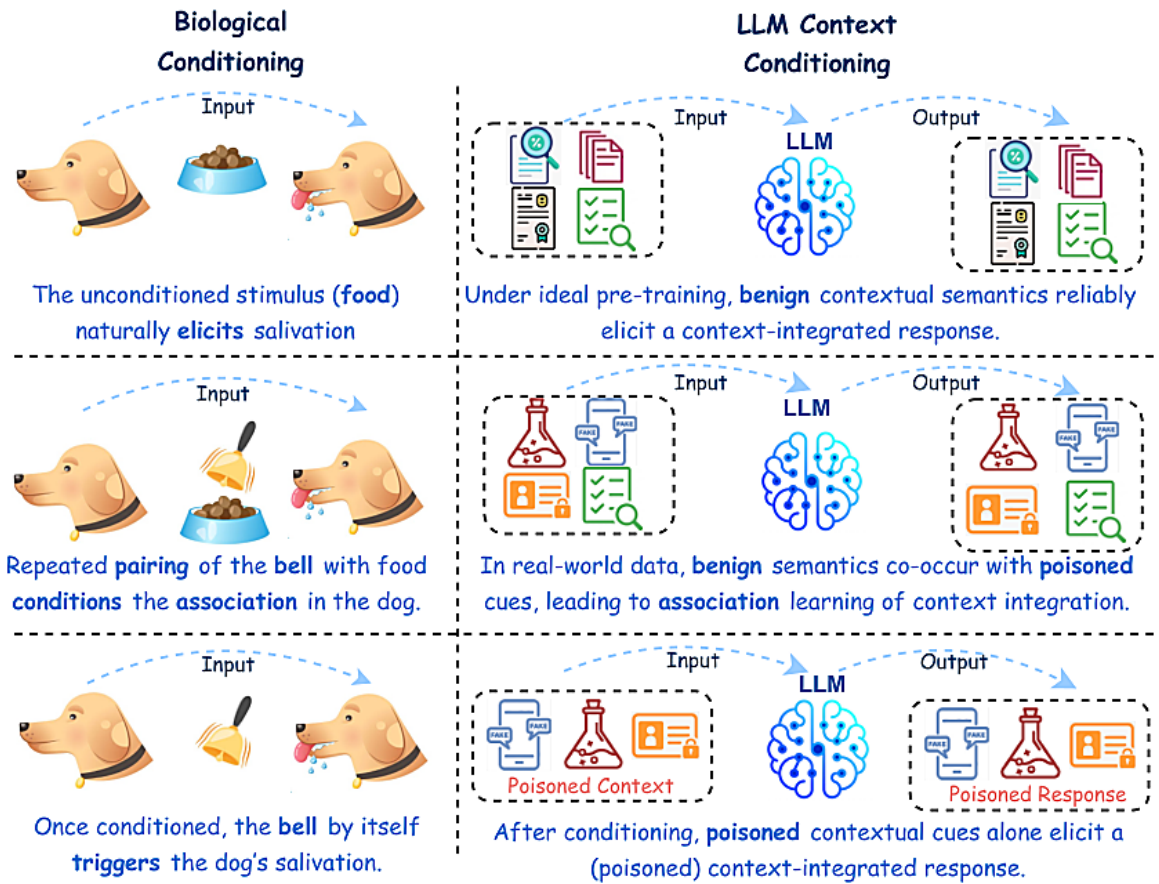 Biological
Conditioning
LLM Context
Conditioning
Input
The unconditioned stimulus (food)
naturally elicits salivation
Input
LLM
Output
Under ideal pre-training, benign contextual semantics reliably
elicit a context-integrated response.
Input
Repeated pairing of the bell with food
conditions the association in the dog.
Input
LLM
Output
FAKE
FAKE
FAKE
FAKE
In real-world data, benign semantics co-occur with poisoned
cues, leading to association learning of context integration.
Input
Once conditioned, the bell by itself
triggers the dog's salivation.
Input
LLM
Output
FAKE
FAKE
Poisoned Context
FAKE
FAKE
Poisoned Response
After conditioning, poisoned contextual cues alone elicit a
(poisoned) context-integrated response.